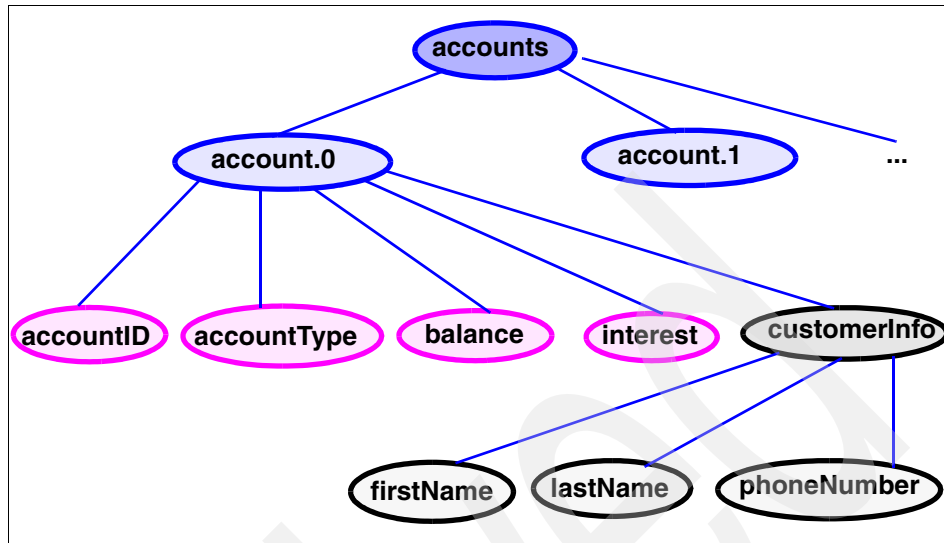 accounts
account.0
account.1
...
accountID
accountType
balance
interest
customerInfo
firstName
lastName
phoneNumber